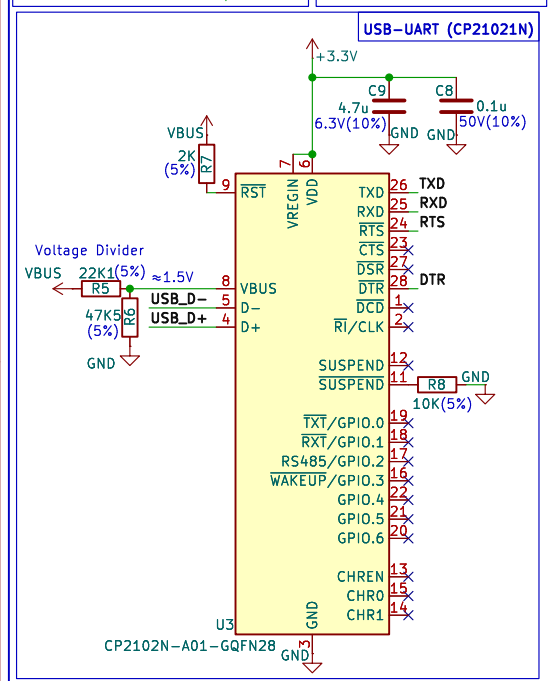 USB-UART (CP21021N)
+3.3V
C9
4.7u
6.3V(10%)
GND
C8
0.1u
50V(10%)
GND
VBUS
2K
(5%)
R7
7
6
9
RST
VREGIN
VDD
TXD
26
TXD
RXD
25
RXD
RTS
24
RTS
CTS
23
DSR
27
DTR
28
DTR
DCD
1
RI/CLK
2
Voltage Divider
VBUS
22K1(5%)
R5
≈1.5V
8
VBUS
USB_D-
5
D-
USB_D+
4
D+
47K5
(5%)
R6
GND
SUSPEND
12
SUSPEND
11
R8
GND
10K(5%)
TXT/GPIO.0
19
RXT/GPIO.1
18
RS485/GPIO.2
17
WAKEUP/GPIO.3
16
GPIO.4
22
GPIO.5
21
GPIO.6
20
CHREN
13
CHR0
15
CHR1
14
GND
U3
CP2102N-A01-GQFN28
3
GND